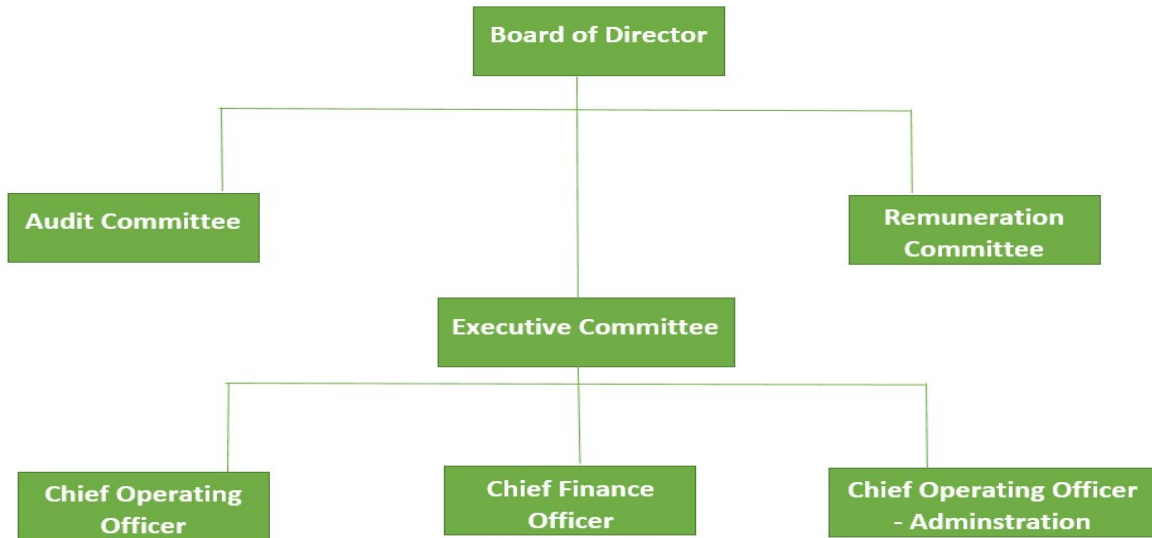 Board of Director
Audit Committee
Remuneration
Committee
Executive Committee
Chief Operating
Officer
Chief Finance
Officer
Chief Operating Officer
- Adminstration